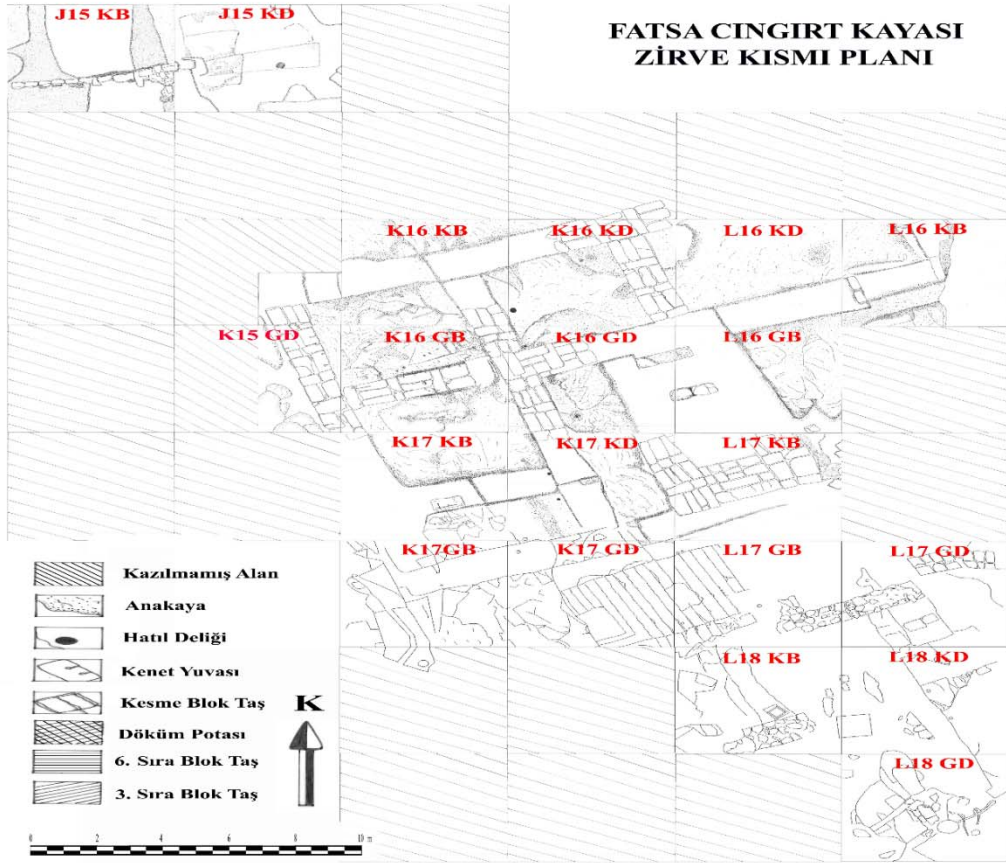 J15 KB
J15 KD
FATSA CINGIRT KAYASI
ZİRVE KISMI PLANI
K16 KB
K16 KD
L16 KD
L16 KB
K15 GD
K16 GB
K16 GD
L16 GB
K17 KB
K17 KD
L17 KB
K17GB
K17 GD
L17 GB
L17 GD
L18 KB
L18 KD
L18 GD
Kazılmamış Alan
Anakaya
Hatıl Deliği
Kenet Yuvası
Kesme Blok Taş
Döküm Potası
6. Sıra Blok Taş
3. Sıra Blok Taş
K
0 2 4 6 8 10 m